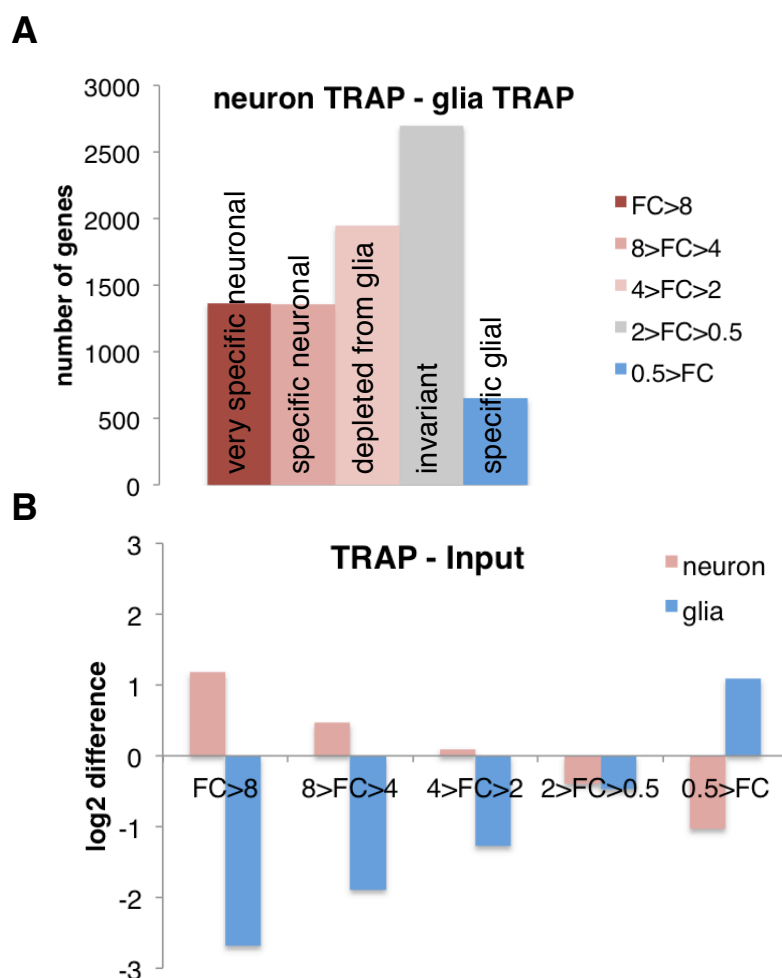 A
neuron TRAP - glia TRAP
number of genes
3000
2500
2000
1500
1000
500
0
very specific neuronal
specific neuronal
depleted from glia
invariant
specific glial
FC>8
8>FC>4
4>FC>2
2>FC>0.5
0.5>FC
B
TRAP - Input
neuron
glia
log2 difference
3
2
1
0
-1
-2
-3
FC>8
8>FC>4
4>FC>2
2>FC>0.5
0.5>FC